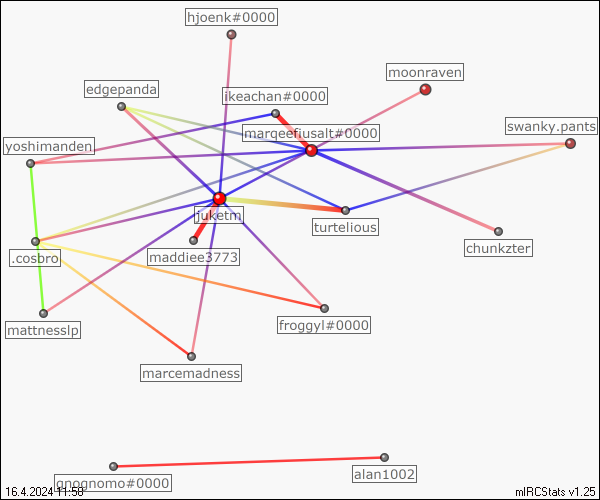 hjoenk#0000
moonraven
edgepanda
ikeachan#0000
swanky.pants
marqeefiusalt#0000
yoshimanden
juketm
turtelious
chunkzter
.cosbro
maddiee3773
mattnesslp
froggyl#0000
marcemadness
alan1002
gnognomo#0000
16.4.2024 11:58
mIRCStats v1.25